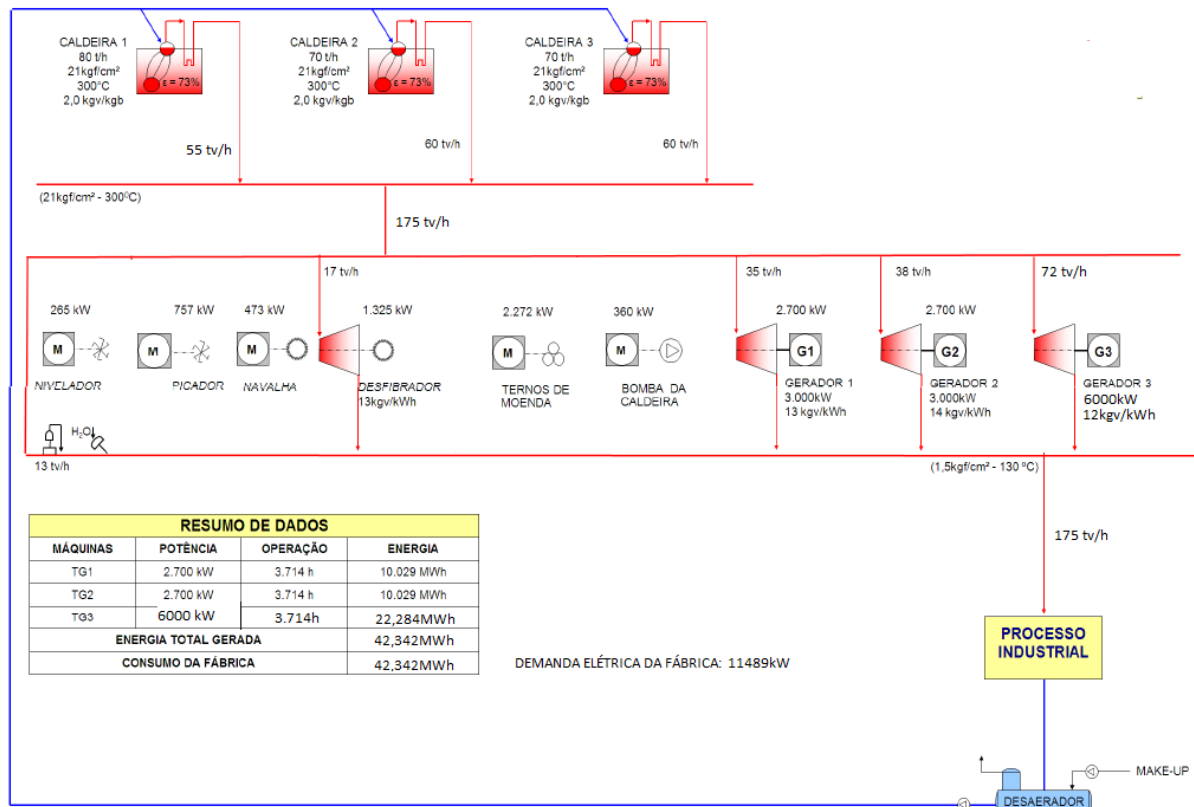 CALDEIRA 1
80 t/h
21kgf/cm²
300°C
2,0 kgv/kgb
ε = 73%
CALDEIRA 2
70 t/h
21kgf/cm²
300°C
2,0 kgv/kgb
ε = 73%
CALDEIRA 3
70 t/h
21kgf/cm²
300°C
2,0 kgv/kgb
ε = 73%
55 tv/h
60 tv/h
60 tv/h
(21kgf/cm² - 300°C)
175 tv/h
17 tv/h
35 tv/h
38 tv/h
72 tv/h
265 kW
757 kW
473 kW
1.325 kW
2.272 kW
360 kW
2.700 kW
2.700 kW
M
M
M
M
M
G1
G2
G3
NIVELADOR
PICADOR
NAVALHA
DESFIBRADOR
13kgv/kWh
TERNOS DE
MOENDA
BOMBA DA
CALDEIRA
GERADOR 1
3.000kW
13 kgv/kWh
GERADOR 2
3.000kW
14 kgv/kWh
GERADOR 3
6000kW
12kgv/kWh
H₂O
13 tv/h
(1,5kgf/cm² - 130 ºC)
175 tv/h
RESUMO DE DADOS
MÁQUINAS POTÊNCIA OPERAÇÃO ENERGIA
TG1 2.700 kW 3.714 h 10.029 MWh
TG2 2.700 kW 3.714 h 10.029 MWh
TG3 6000 kW 3.714h 22,284MWh
ENERGIA TOTAL GERADA 42,342MWh
CONSUMO DA FÁBRICA 42,342MWh
DEMANDA ELÉTRICA DA FÁBRICA: 11489kW
PROCESSO
INDUSTRIAL
MAKE-UP
DESAERADOR